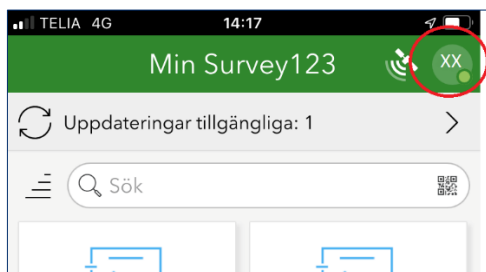 TELIA 4G 14:17
Min Survey123 XX
Uppdateringar tillgängliga: 1
Sök